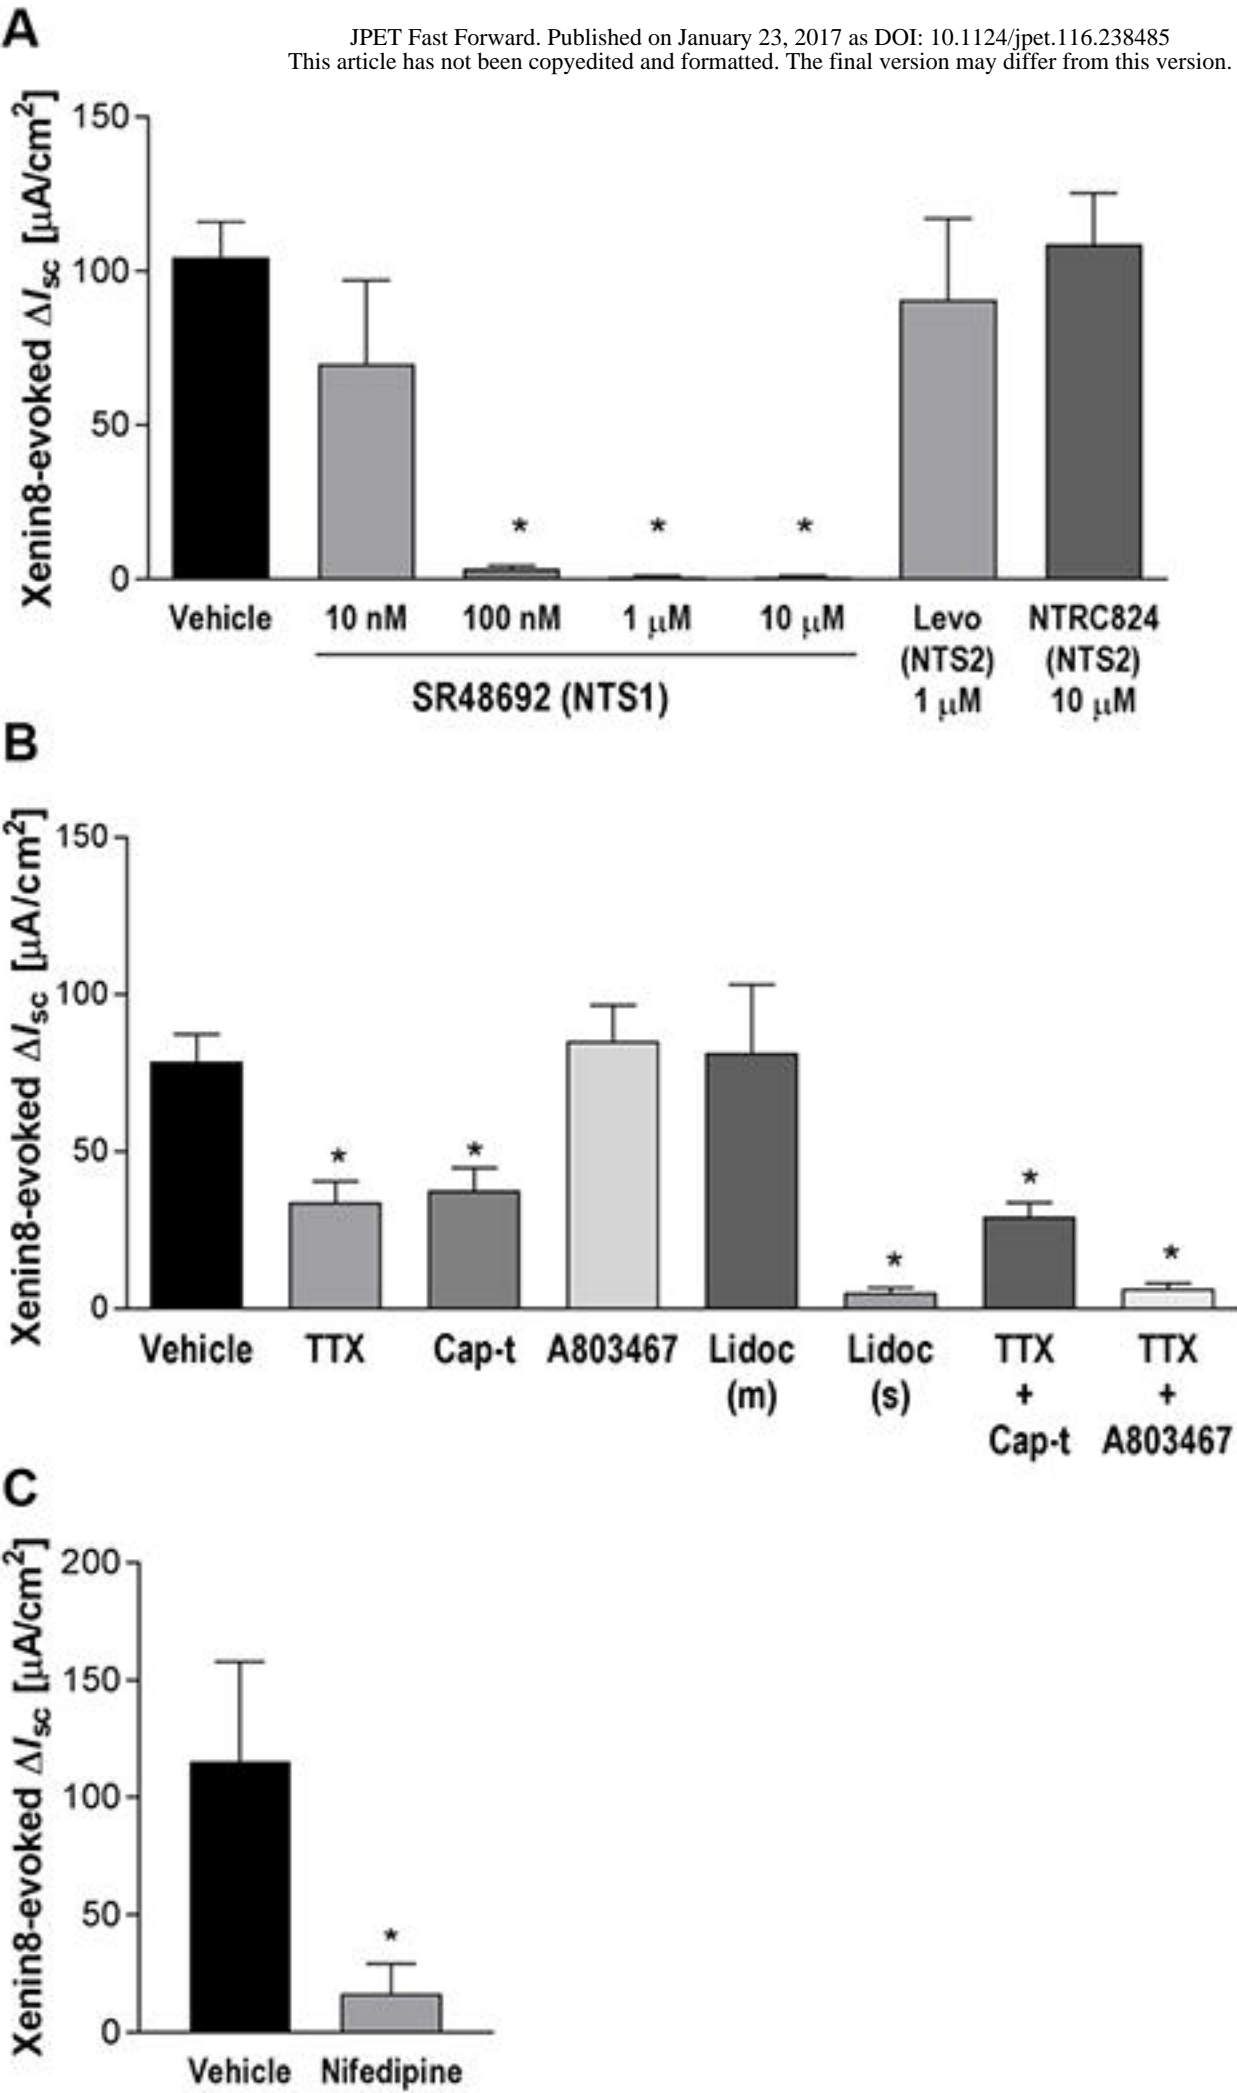 A
JPET Fast Forward. Published on January 23, 2017 as DOI: 10.1124/jpet.116.238485
This article has not been copyedited and formatted. The final version may differ from this version.
Xenin8-evoked ΔIsc [μA/cm²]
150
100
50
0
Vehicle 10 nM 100 nM 1 μM 10 μM Levo NTRC824
(NTS2) (NTS2)
1 μM 10 μM
SR48692 (NTS1)
* * *
B
Xenin8-evoked ΔIsc [μA/cm²]
150
100
50
0
* * * * *
Vehicle TTX Cap-t A803467 Lidoc Lidoc TTX TTX
(m) (s) + +
Cap-t A803467
C
Xenin8-evoked ΔIsc [μA/cm²]
200
150
100
50
0
*
Vehicle Nifedipine